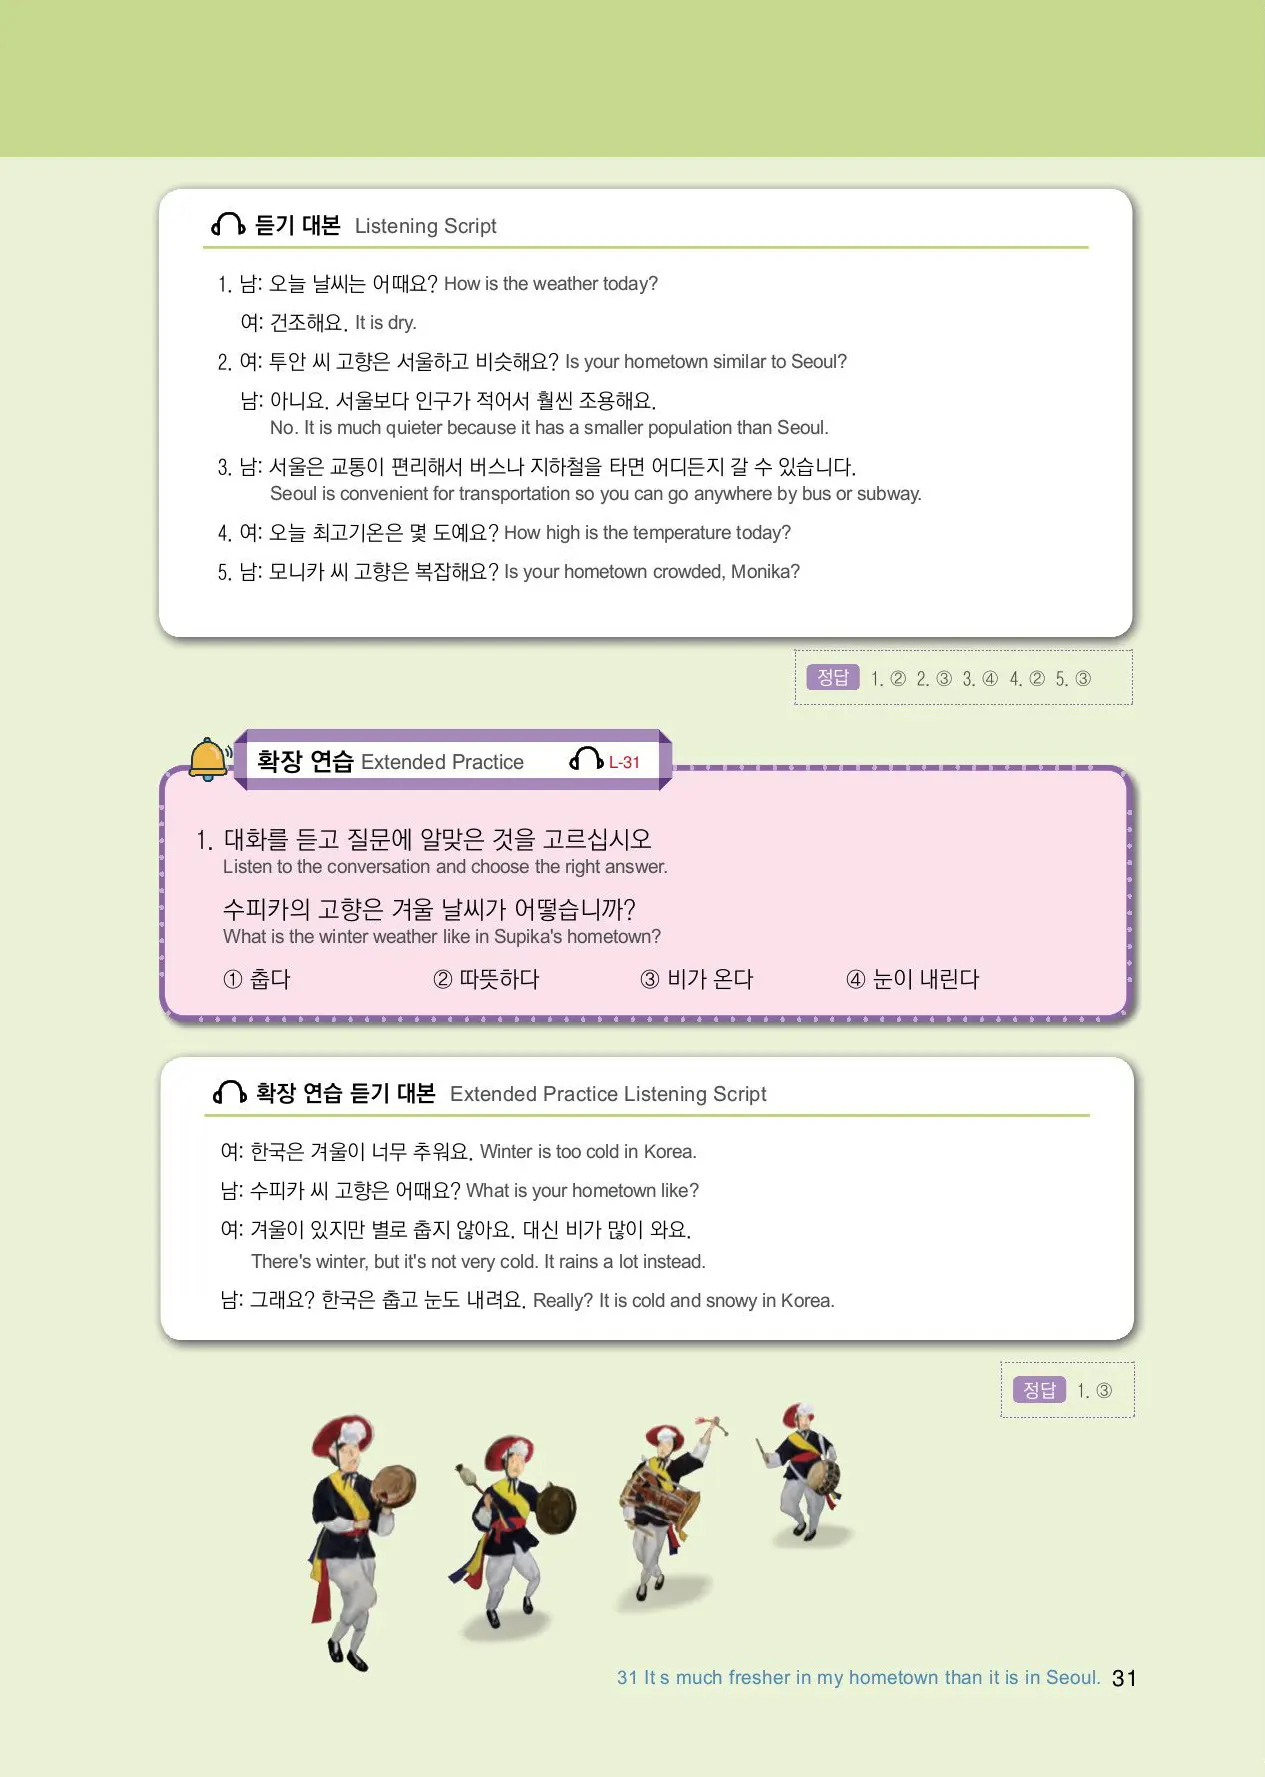 듣기 대본 Listening Script
1. 남: 오늘 날씨는 어때요? How is the weather today?
여: 건조해요. It is dry.
2. 여: 투안 씨 고향은 서울하고 비슷해요? Is your hometown similar to Seoul?
남: 아니요. 서울보다 인구가 적어서 훨씬 조용해요.
No. It is much quieter because it has a smaller population than Seoul.
3. 남: 서울은 교통이 편리해서 버스나 지하철을 타면 어디든지 갈 수 있습니다.
Seoul is convenient for transportation so you can go anywhere by bus or subway.
4. 여: 오늘 최고기온은 몇 도예요? How high is the temperature today?
5. 남: 모니카 씨 고향은 복잡해요? Is your hometown crowded, Monika?
정답 1. ② 2. ③ 3. ④ 4. ② 5. ③
확장 연습 Extended Practice L-31
1. 대화를 듣고 질문에 알맞은 것을 고르십시오
Listen to the conversation and choose the right answer.
수피카의 고향은 겨울 날씨가 어떻습니까?
What is the winter weather like in Supika's hometown?
① 춥다 ② 따뜻하다 ③ 비가 온다 ④ 눈이 내린다
확장 연습 듣기 대본 Extended Practice Listening Script
여: 한국은 겨울이 너무 추워요. Winter is too cold in Korea.
남: 수피카 씨 고향은 어때요? What is your hometown like?
여: 겨울이 있지만 별로 춥지 않아요. 대신 비가 많이 와요.
There's winter, but it's not very cold. It rains a lot instead.
남: 그래요? 한국은 춥고 눈도 내려요. Really? It is cold and snowy in Korea.
정답 1. ③
31 It s much fresher in my hometown than it is in Seoul. 31